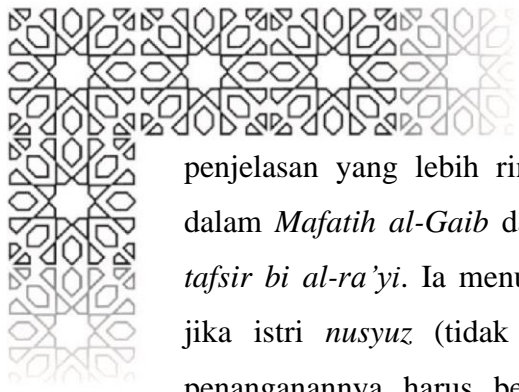 penjelasan yang lebih
dalam Mafatih al-Gaib
tafsir bi al-ra’yi. Ia
jika istri nusyuz (tidak
penanganannya harus